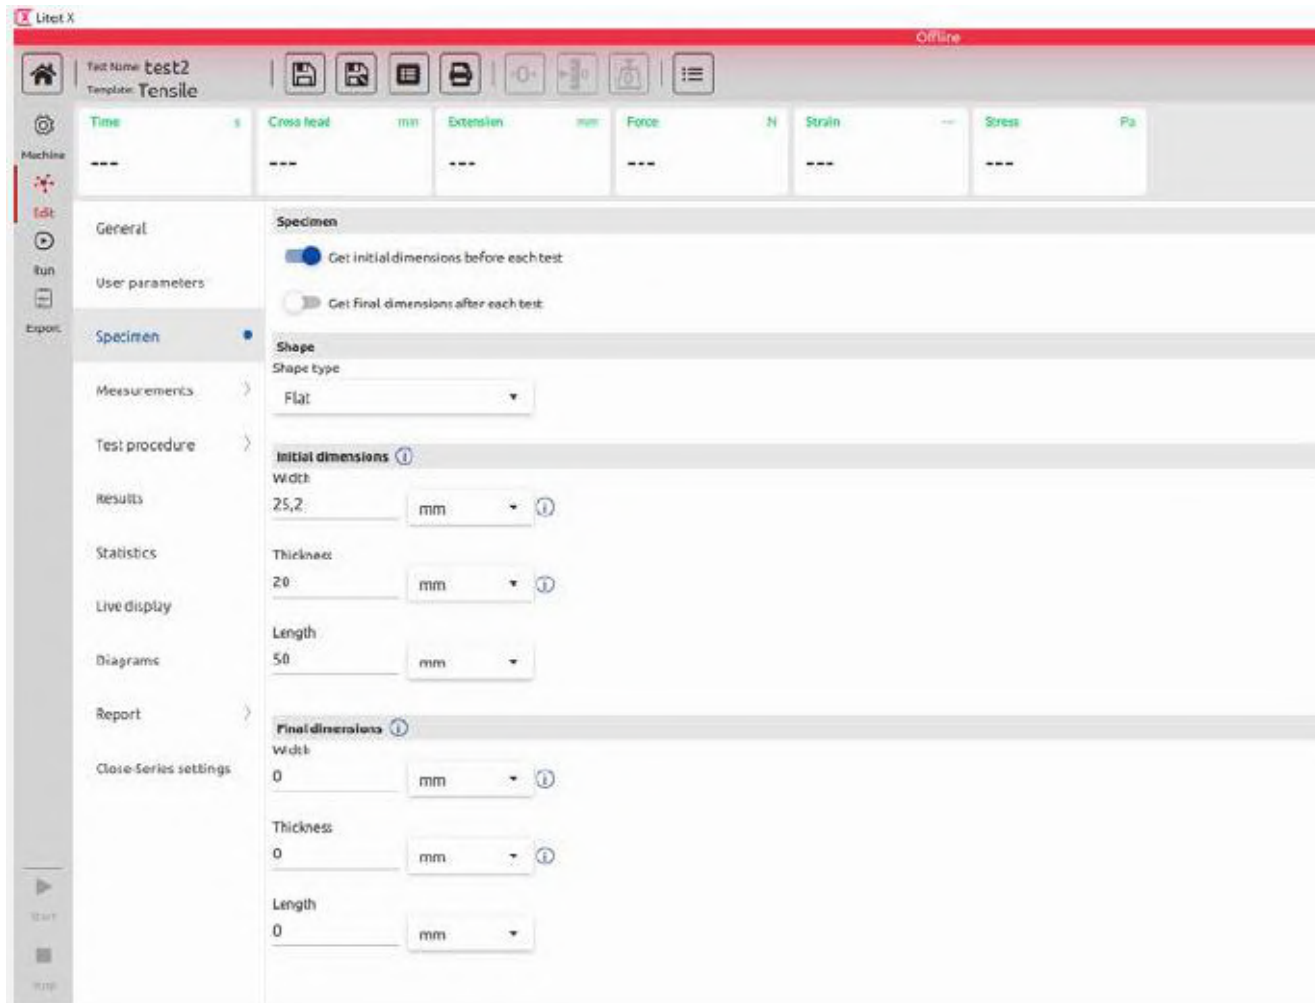 Litest X
Offline
Test Name: test2
Template: Tensile
Time s
Cross head mm
Extension mm
Force N
Strain ---
Stress Pa
---
---
---
---
---
---
Machine
Edit
Run
Export
General
User parameters
Specimen
Measurements
Test procedure
Results
Statistics
Live display
Diagrams
Report
Close-Series settings
Specimen
Get initial dimensions before each test
Get final dimensions after each test
Shape
Shape type
Flat
Initial dimensions
Width
25,2 mm
Thickness
20 mm
Length
50 mm
Final dimensions
Width
0 mm
Thickness
0 mm
Length
0 mm
Start
Stop